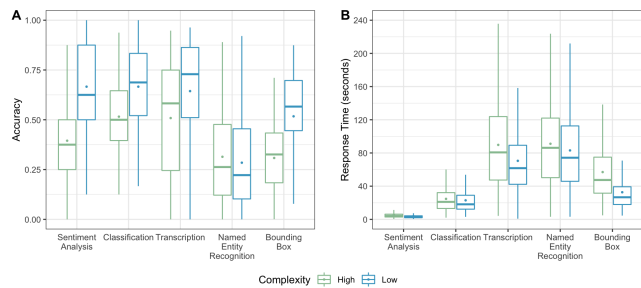 A
B
Accuracy
1.00
0.75
0.50
0.25
0.00
Sentiment
Analysis
Classification
Transcription
Named
Entity
Recognition
Bounding
Box
Response Time (seconds)
240
200
160
120
80
40
0
Sentiment
Analysis
Classification
Transcription
Named
Entity
Recognition
Bounding
Box
Complexity High Low